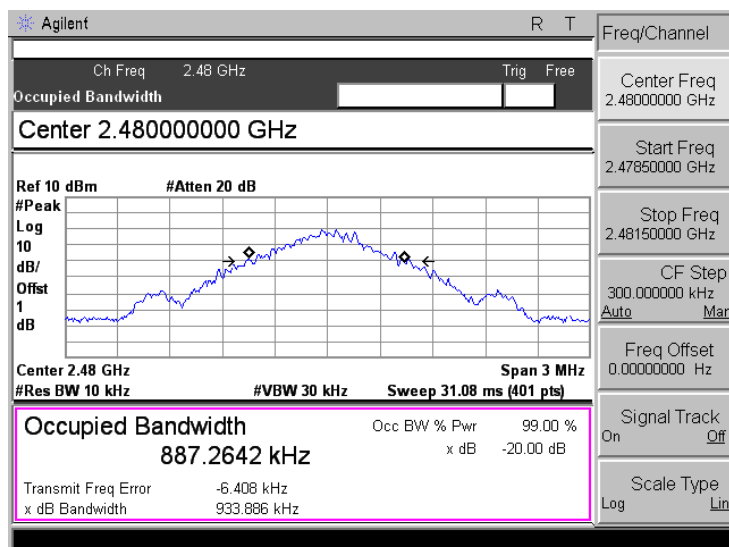 Agilent R T
Freq/Channel
Ch Freq 2.48 GHz Trig Free
Occupied Bandwidth
Center 2.480000000 GHz
Ref 10 dBm #Atten 20 dB
#Peak
Log
10
dB/
Offst
1
dB
Center 2.48 GHz Span 3 MHz
#Res BW 10 kHz #VBW 30 kHz Sweep 31.08 ms (401 pts)
Occupied Bandwidth
887.2642 kHz
Occ BW % Pwr 99.00 %
x dB -20.00 dB
Transmit Freq Error -6.408 kHz
x dB Bandwidth 933.886 kHz
Center Freq
2.48000000 GHz
Start Freq
2.47850000 GHz
Stop Freq
2.48150000 GHz
CF Step
300.000000 kHz
Auto Man
Freq Offset
0.00000000 Hz
Signal Track
On Off
Scale Type
Log Lin